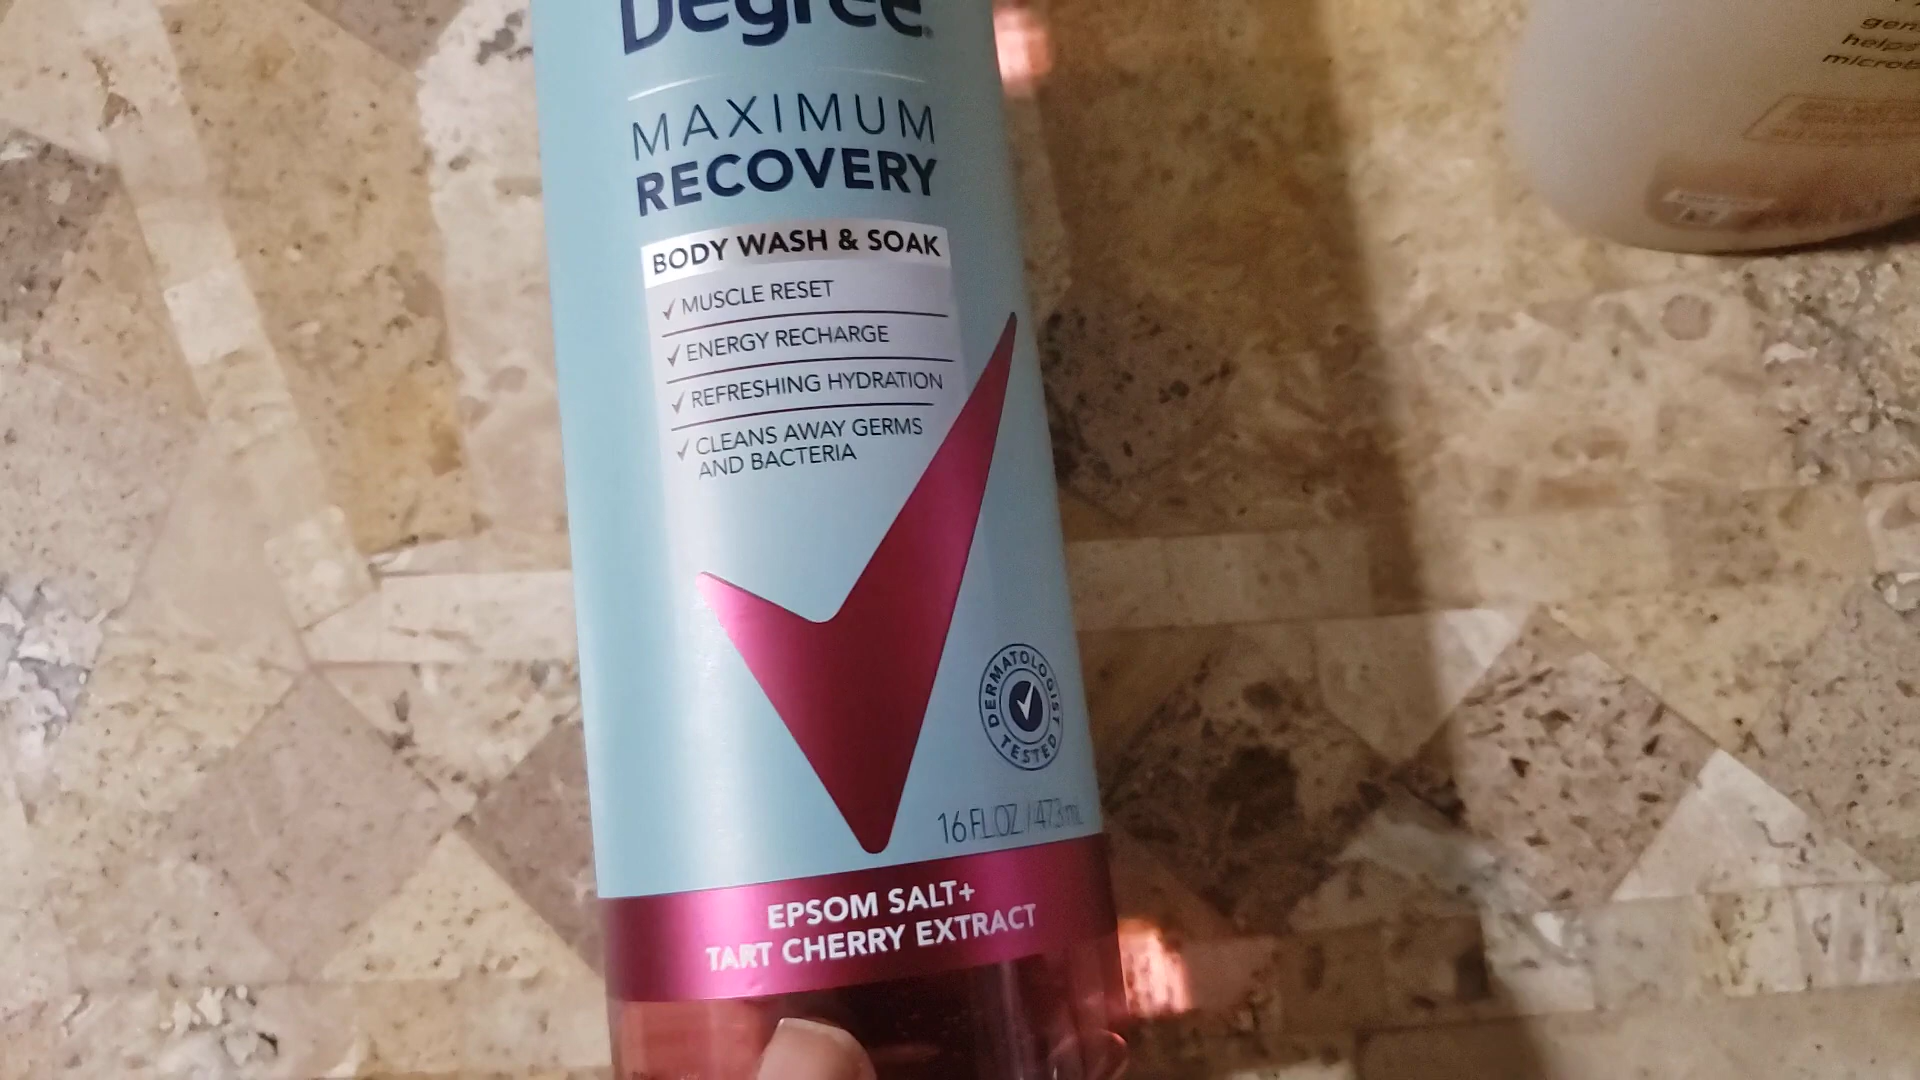 Degree
MAXIMUM
RECOVERY
BODY WASH & SOAK
✓ MUSCLE RESET
✓ ENERGY RECHARGE
✓ REFRESHING HYDRATION
✓ CLEANS AWAY GERMS
AND BACTERIA
DERMATOLOGIST
TESTED
16 FL OZ / 473 mL
EPSOM SALT+
TART CHERRY EXTRACT
helps